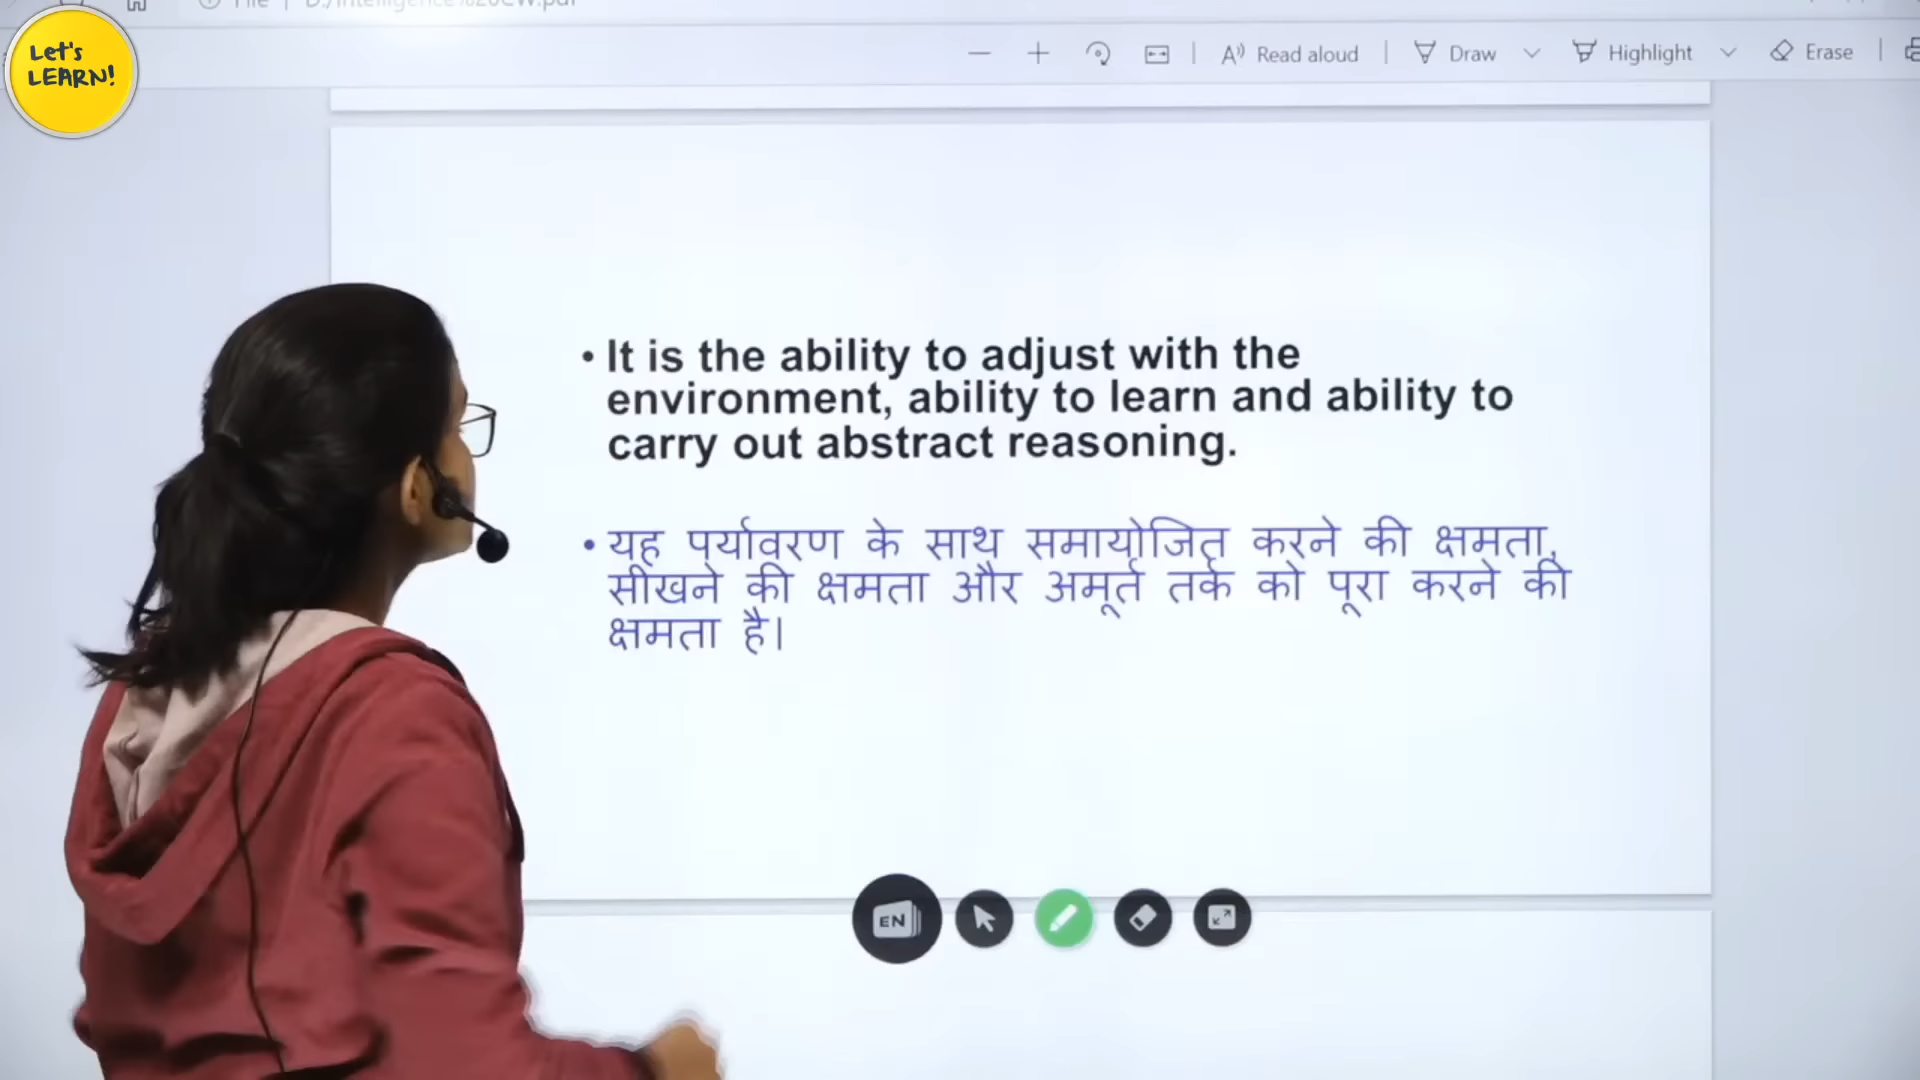 Let's
LEARN!
File
Read aloud
Draw
Highlight
Erase
• It is the ability to adjust with the
environment, ability to learn and ability to
carry out abstract reasoning.
• यह पर्यावरण के साथ समायोजित करने की क्षमता,
सीखने की क्षमता और अमूर्त तर्क को पूरा करने की
क्षमता है।
EN